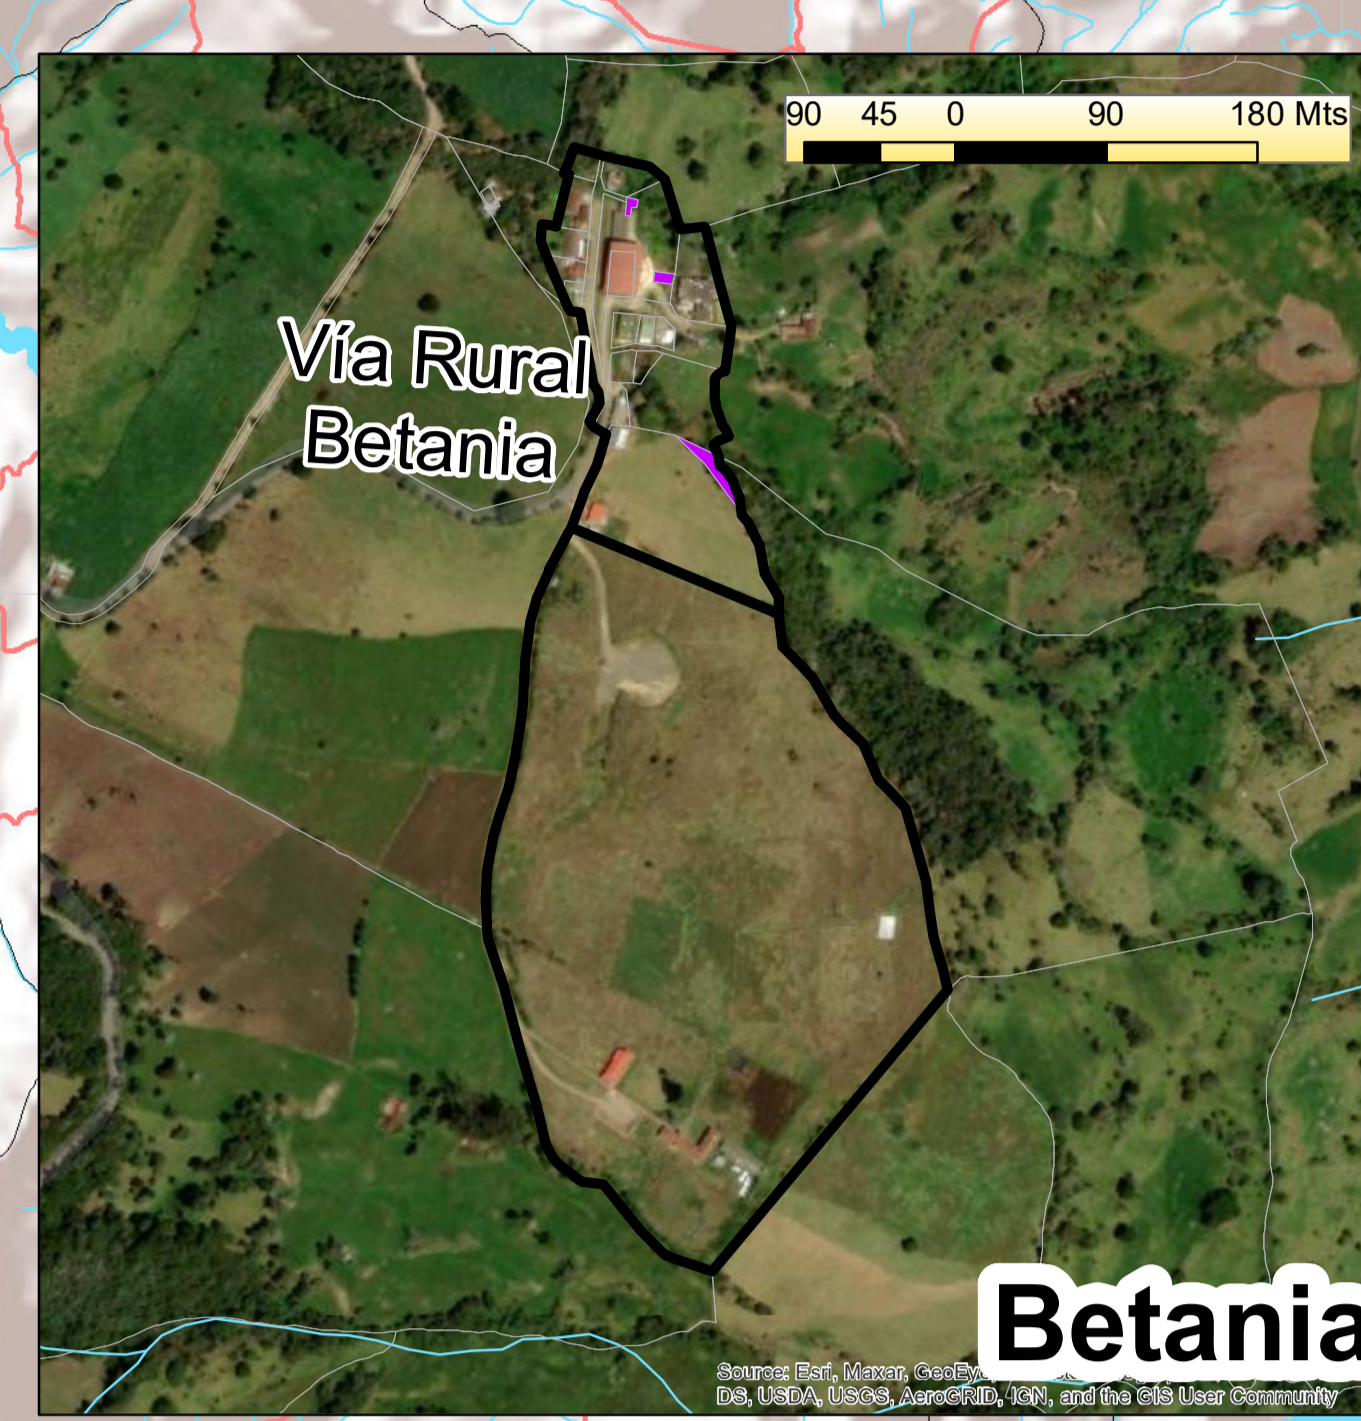 90 45 0 90 180 Mts
Vía Rural
Betania
Betania
Source: Esri, Maxar, GeoEye,
DS, USDA, USGS, AeroGRID, IGN, and the GIS User Community